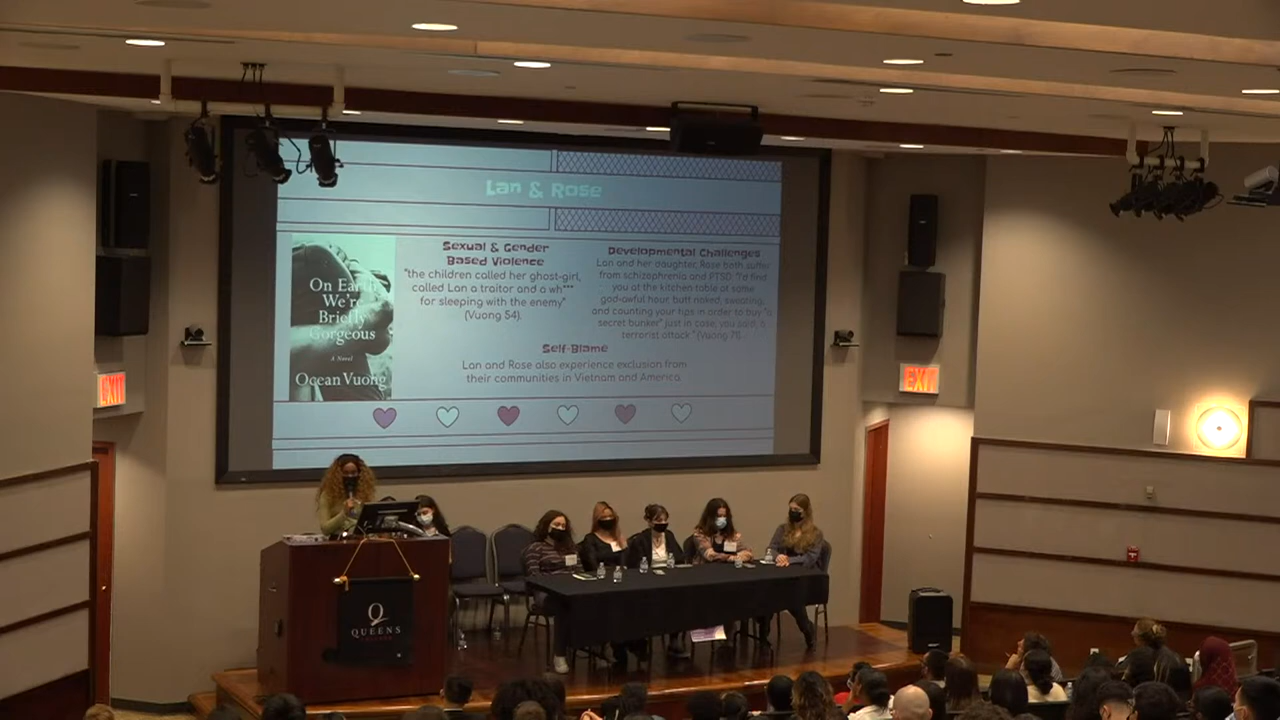 Lan & Rose
Sexual & Gender
Based Violence
"the children called her ghost-girl,
called Lan a traitor and a wh***
for sleeping with the enemy"
(Vuong 54).
Developmental Challenges
Lan and her daughter, Rose both suffer
from schizophrenia and PTSD. "I'd find
you at the kitchen table at some
god-awful hour, butt naked, sweating,
and counting your tips in order to buy "a
secret bunker" just in case, you said, a
terrorist attack" (Vuong 71).
On Earth
We're
Briefly
Gorgeous
A Novel
Ocean Vuong
Self-Blame
Lan and Rose also experience exclusion from
their communities in Vietnam and America.
EXIT
EXIT
Q
QUEENS
COLLEGE